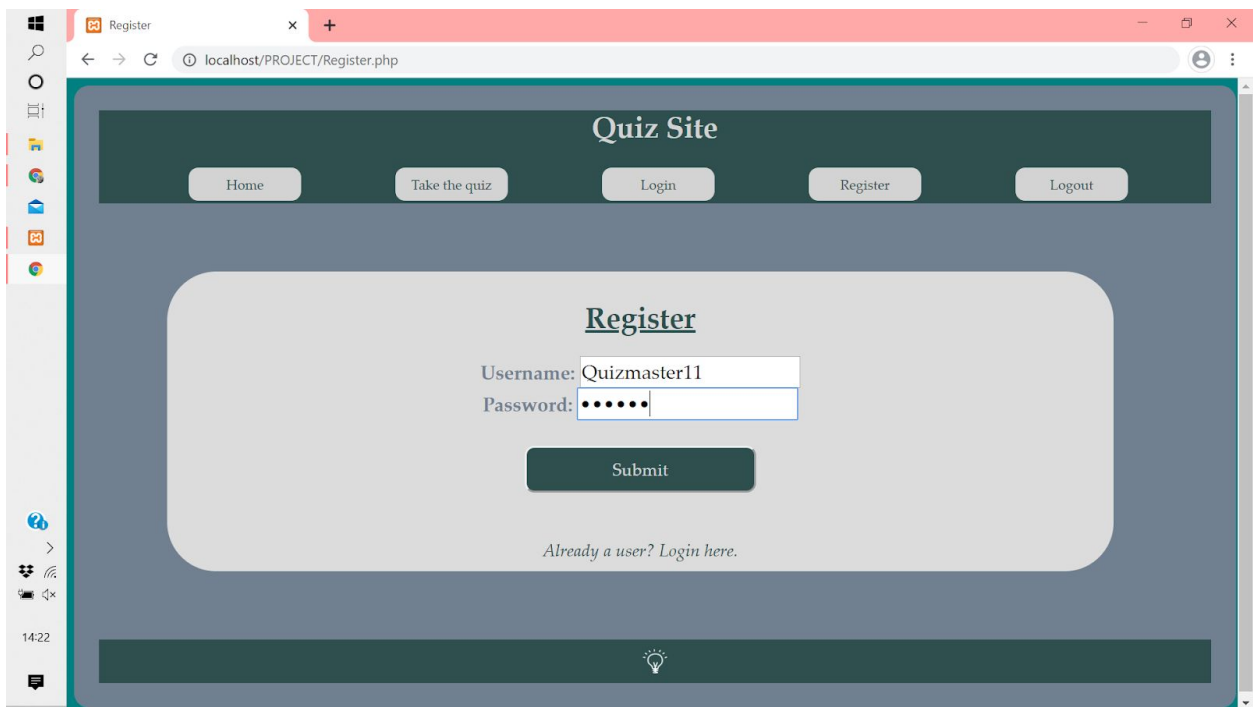 Register
localhost/PROJECT/Register.php
Quiz Site
Home Take the quiz Login Register Logout
Register
Username: Quizmaster11
Password: ••••••
Submit
Already a user? Login here.
14:22